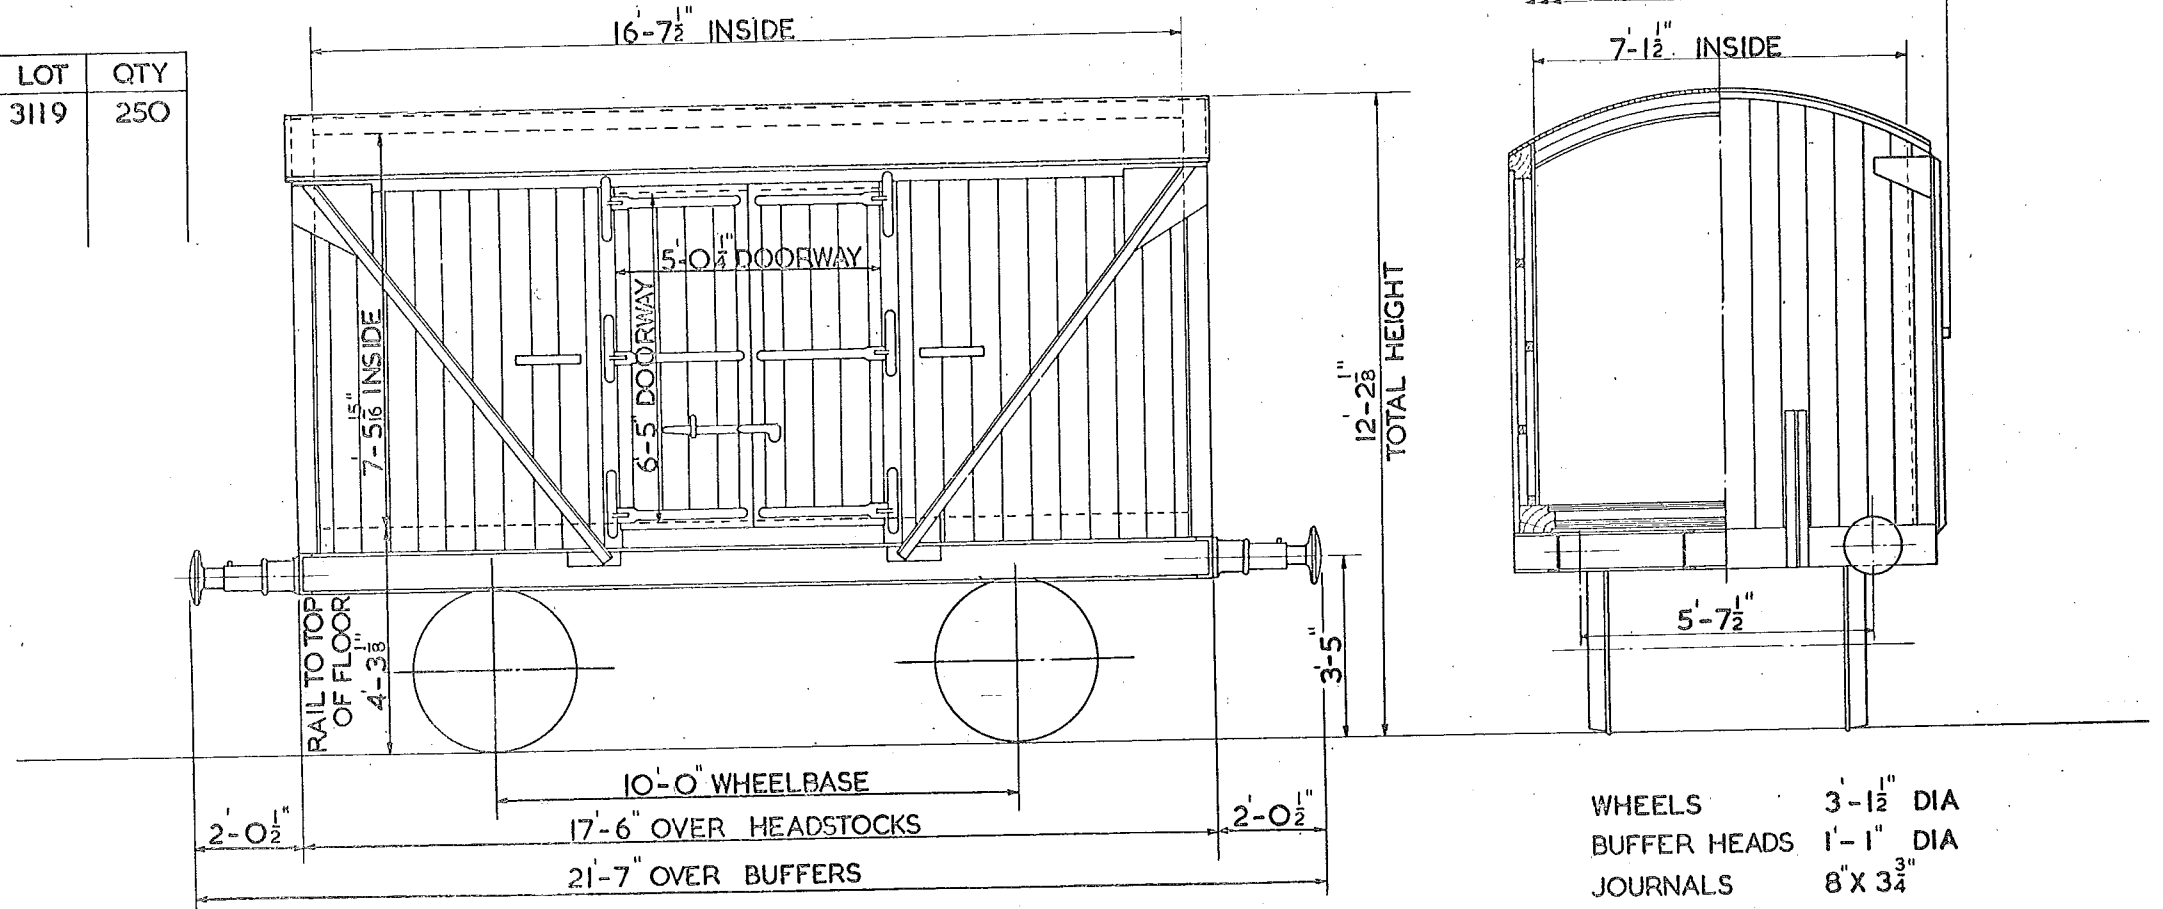 LOT QTY
3119 250
16'-7½" INSIDE
7'-1½" INSIDE
5'-0¼" DOORWAY
6'-5" DOORWAY
7'-5 15/16" INSIDE
12'-2⅛"
TOTAL HEIGHT
RAIL TO TOP
OF FLOOR
4'-3⅛"
3'-5"
5'-7½"
10'-0" WHEELBASE
2'-0½"
17'-6" OVER HEADSTOCKS
2'-0½"
21'-7" OVER BUFFERS
WHEELS 3'-1½" DIA
BUFFER HEADS 1'-1" DIA
JOURNALS 8" X 3¾"